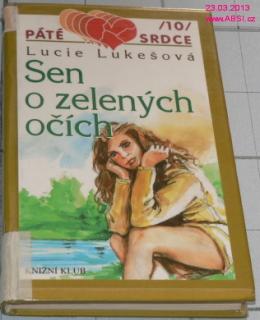 23.03.2013
www.ABSI.cz
PÁTÉ /10/ SRDCE
Lucie Lukešová
Sen
o zelených
očích
KNIŽNÍ KLUB